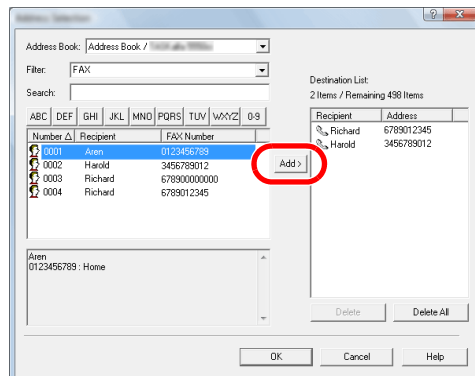 Address Book: Address Book /
Filter: FAX
Search:
Destination List:
2 Items / Remaining 498 Items
ABC DEF GHI JKL MNO PQRS TUV WXYZ 0-9
Number Recipient FAX Number
0001 Aren 0123456789
0002 Harold 3456789012
0003 Richard 678900000000
0004 Richard 6789012345
Add >
Recipient Address
Richard 6789012345
Harold 3456789012
Aren
0123456789 : Home
Delete Delete All
OK Cancel Help